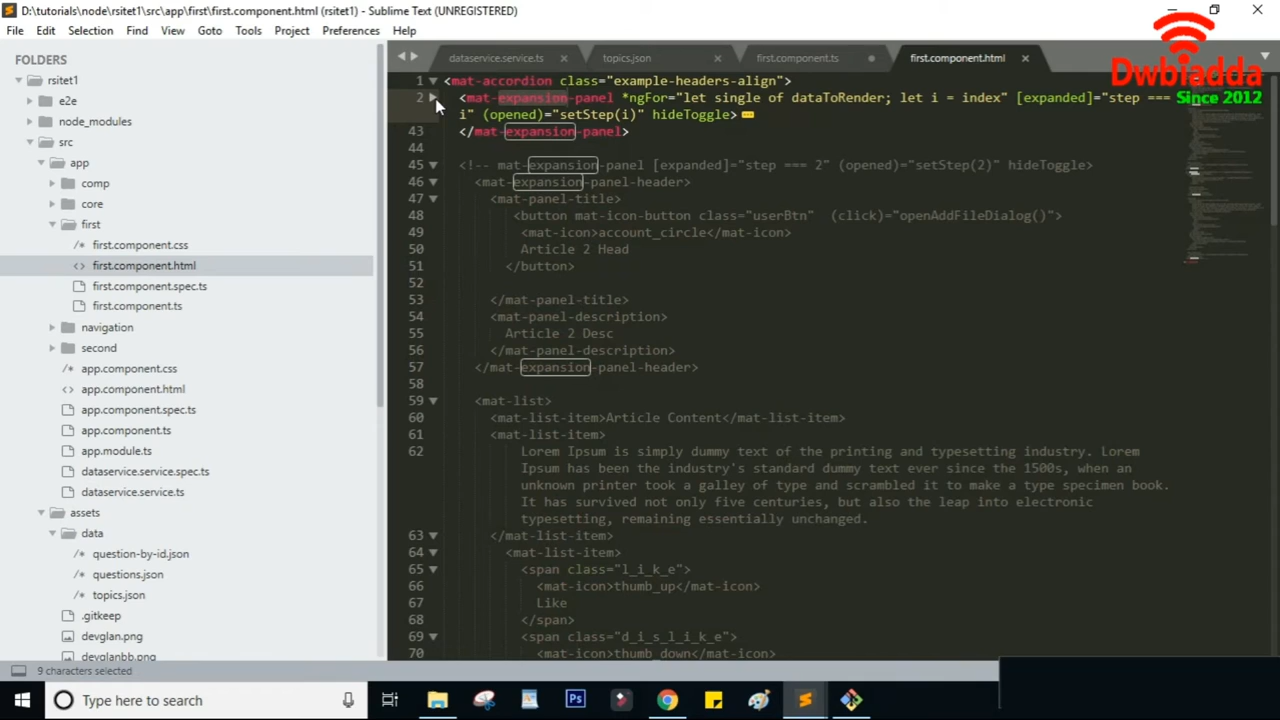 D:\tutorials\node\rsitet1\src\app\first\first.component.html (rsitet1) - Sublime Text (UNREGISTERED)
File Edit Selection Find View Goto Tools Project Preferences Help
Dwbiadda
Since 2012
FOLDERS
rsitet1
e2e
node_modules
src
app
comp
core
first
first.component.css
first.component.html
first.component.spec.ts
first.component.ts
navigation
second
app.component.css
app.component.html
app.component.spec.ts
app.component.ts
app.module.ts
dataservice.service.spec.ts
dataservice.service.ts
assets
data
question-by-id.json
questions.json
topics.json
.gitkeep
devglan.png
devglanbb.png
dataservice.service.ts topics.json first.component.ts first.component.html
1 <mat-accordion class="example-headers-align">
2 <mat-expansion-panel *ngFor="let single of dataToRender; let i = index" [expanded]="step ===
i" (opened)="setStep(i)" hideToggle>
43 </mat-expansion-panel>
44
45 <!-- mat-expansion-panel [expanded]="step === 2" (opened)="setStep(2)" hideToggle>
46 <mat-expansion-panel-header>
47 <mat-panel-title>
48 <button mat-icon-button class="userBtn" (click)="openAddFileDialog()">
49 <mat-icon>account_circle</mat-icon>
50 Article 2 Head
51 </button>
52
53 </mat-panel-title>
54 <mat-panel-description>
55 Article 2 Desc
56 </mat-panel-description>
57 </mat-expansion-panel-header>
58
59 <mat-list>
60 <mat-list-item>Article Content</mat-list-item>
61 <mat-list-item>
62 Lorem Ipsum is simply dummy text of the printing and typesetting industry. Lorem
Ipsum has been the industry's standard dummy text ever since the 1500s, when an
unknown printer took a galley of type and scrambled it to make a type specimen book.
It has survived not only five centuries, but also the leap into electronic
typesetting, remaining essentially unchanged.
63 </mat-list-item>
64 <mat-list-item>
65 <span class="l_i_k_e">
66 <mat-icon>thumb_up</mat-icon>
67 Like
68 </span>
69 <span class="d_i_s_l_i_k_e">
70 <mat-icon>thumb_down</mat-icon>
9 characters selected
Type here to search